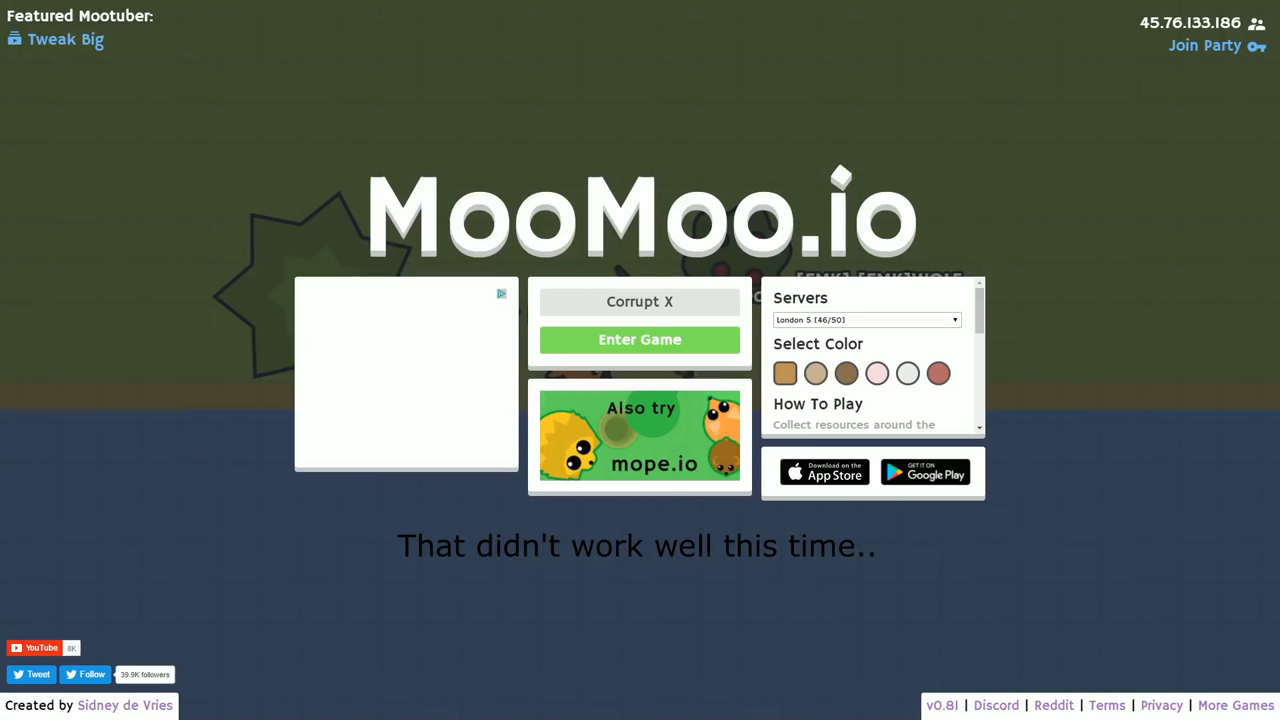 Featured Mootuber:
Tweak Big
45.76.133.186
Join Party
MooMoo.io
Corrupt X
Enter Game
Also try
mope.io
Servers
London 5 [46/50]
Select Color
How To Play
Collect resources around the
Download on the
App Store
GET IT ON
Google Play
That didn't work well this time..
YouTube 8K
Tweet Follow 39.9K followers
Created by Sidney de Vries
v0.81 | Discord | Reddit | Terms | Privacy | More Games